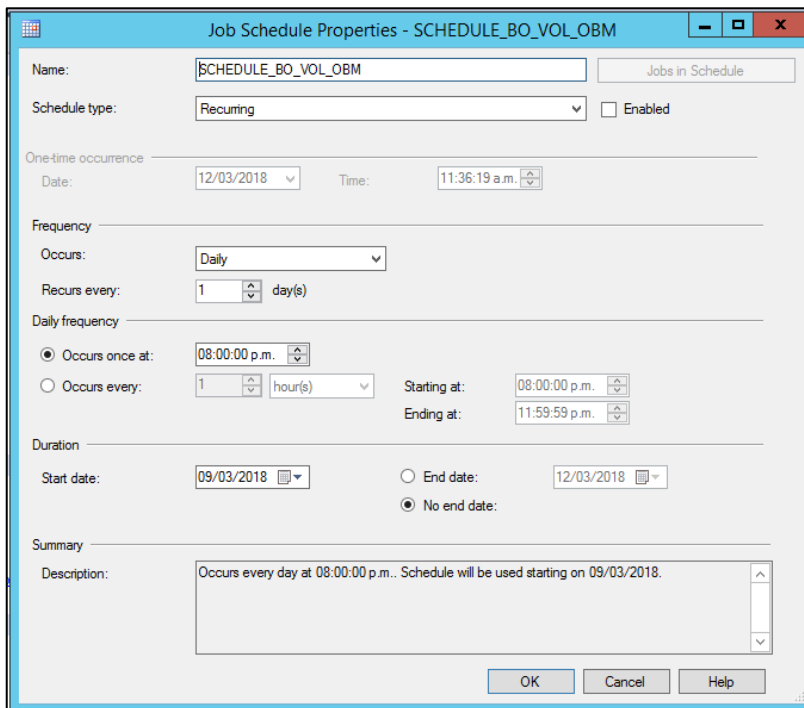 Job Schedule Properties - SCHEDULE_BO_VOL_OBM
Name: SCHEDULE_BO_VOL_OBM Jobs in Schedule
Schedule type: Recurring Enabled
One-time occurrence
Date: 12/03/2018 Time: 11:36:19 a.m.
Frequency
Occurs: Daily
Recurs every: 1 day(s)
Daily frequency
Occurs once at: 08:00:00 p.m.
Occurs every: 1 hour(s) Starting at: 08:00:00 p.m.
Ending at: 11:59:59 p.m.
Duration
Start date: 09/03/2018 End date: 12/03/2018
No end date:
Summary
Description: Occurs every day at 08:00:00 p.m.. Schedule will be used starting on 09/03/2018.
OK Cancel Help